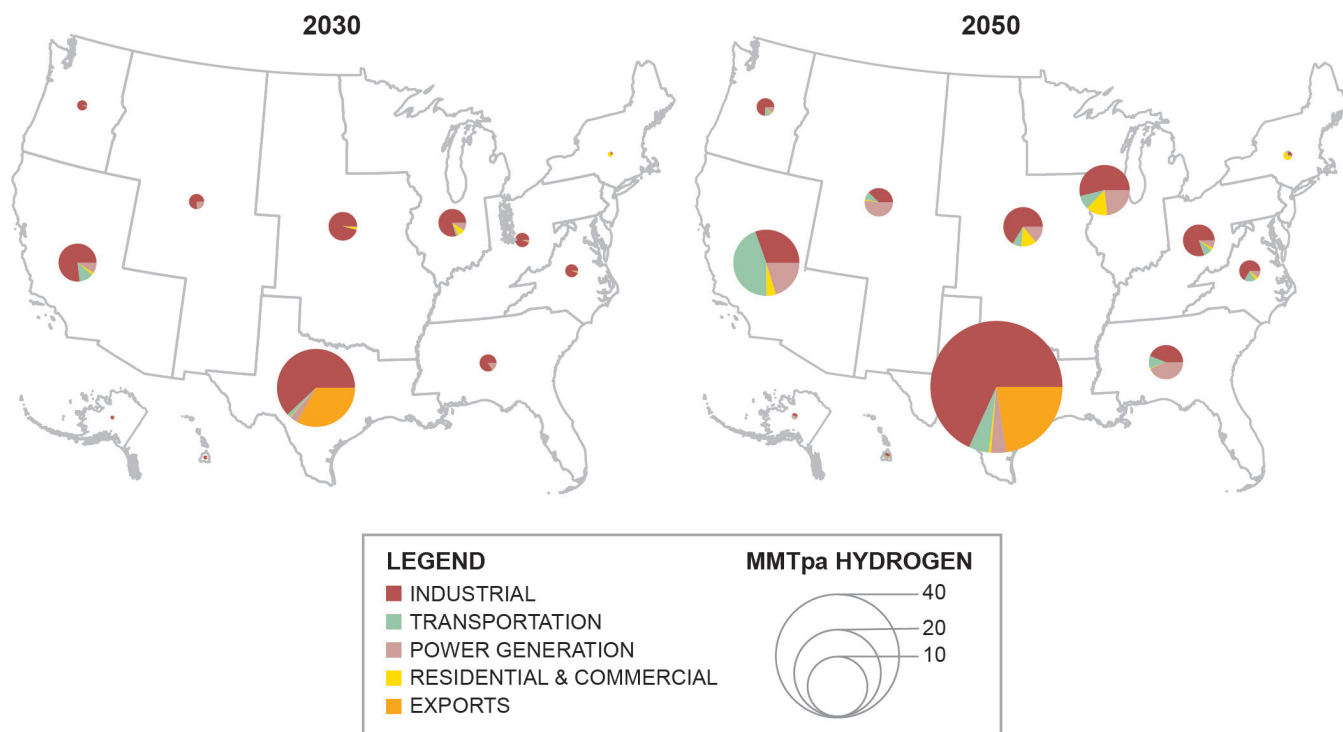 2030
2050
LEGEND
INDUSTRIAL
TRANSPORTATION
POWER GENERATION
RESIDENTIAL & COMMERCIAL
EXPORTS
MMTpa HYDROGEN
40
20
10